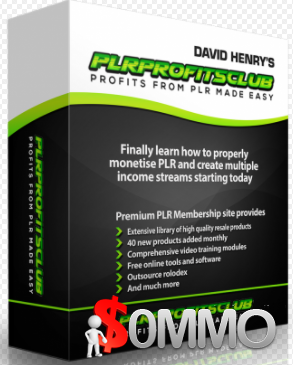 DAVID HENRY'S
PLRPROFITSCLUB
PROFITS FROM PLR MADE EASY
Finally learn how to properly
monetise PLR and create multiple
income streams starting today
Premium PLR Membership site provides
Extensive library of high quality resale products
40 new products added monthly
Comprehensive video training modules
Free online tools and software
Outsource rolodex
And much more
PLRPROFITSCLUB
PROFITS FROM PLR MADE EASY
PLRPROFITSCLUB
$0MMO